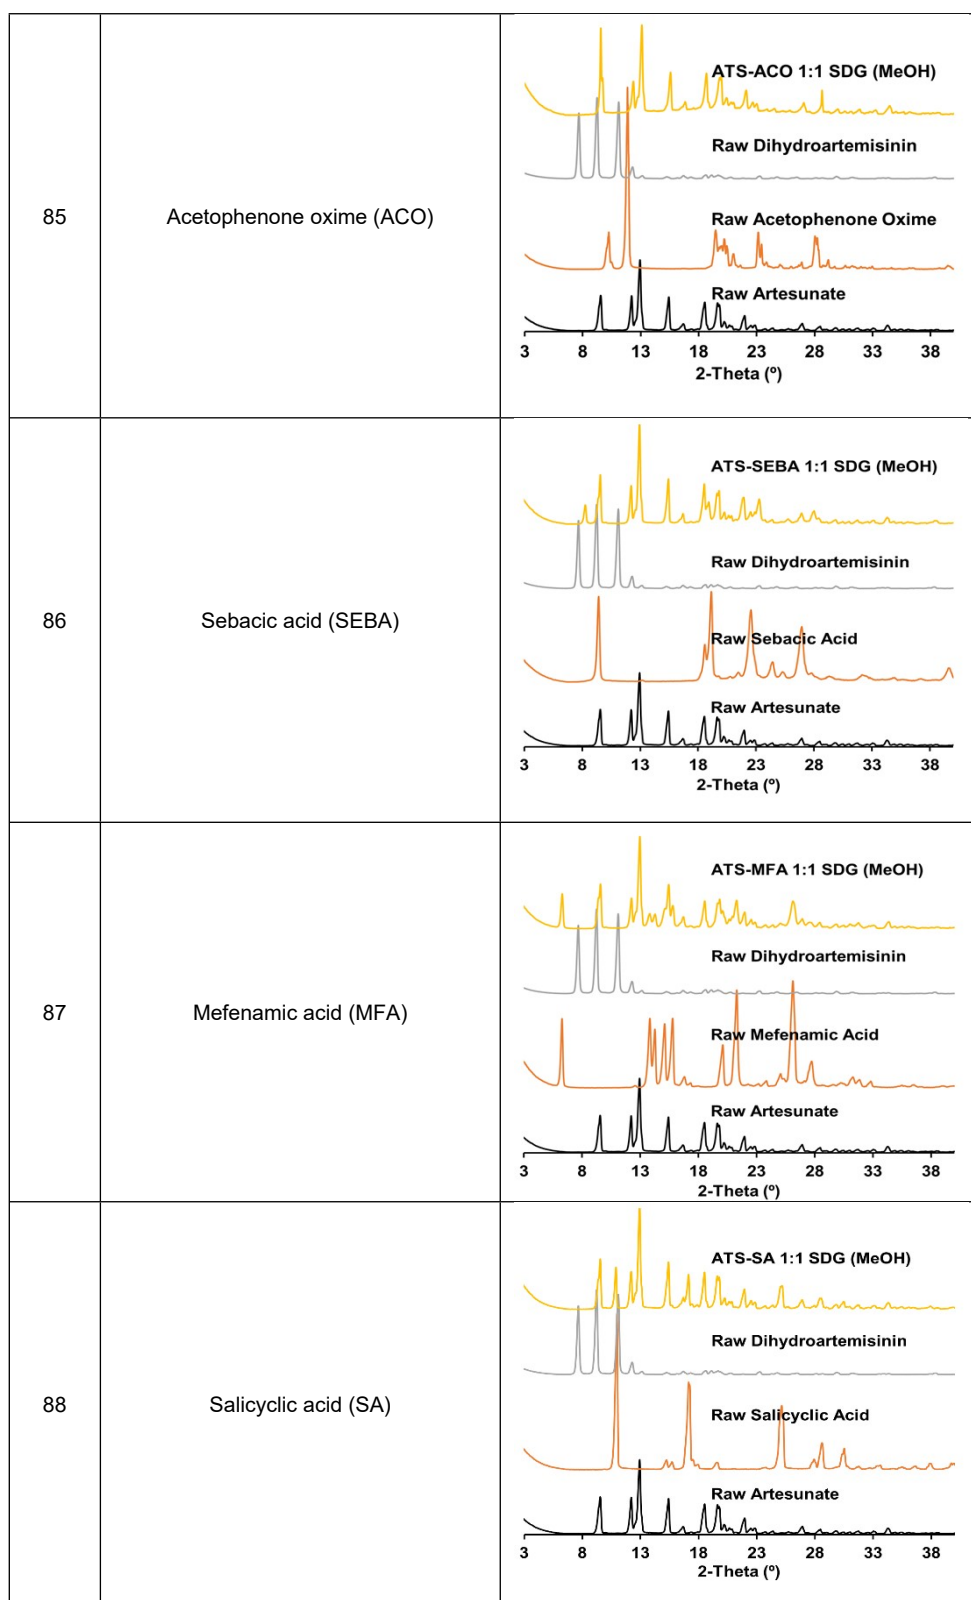 85
Acetophenone oxime (ACO)
ATS-ACO 1:1 SDG (MeOH)
Raw Dihydroartemisinin
Raw Acetophenone Oxime
Raw Artesunate
3 8 13 18 23 28 33 38
2-Theta (º)
86
Sebacic acid (SEBA)
ATS-SEBA 1:1 SDG (MeOH)
Raw Dihydroartemisinin
Raw Sebacic Acid
Raw Artesunate
3 8 13 18 23 28 33 38
2-Theta (º)
87
Mefenamic acid (MFA)
ATS-MFA 1:1 SDG (MeOH)
Raw Dihydroartemisinin
Raw Mefenamic Acid
Raw Artesunate
3 8 13 18 23 28 33 38
2-Theta (º)
88
Salicyclic acid (SA)
ATS-SA 1:1 SDG (MeOH)
Raw Dihydroartemisinin
Raw Salicyclic Acid
Raw Artesunate
3 8 13 18 23 28 33 38
2-Theta (º)